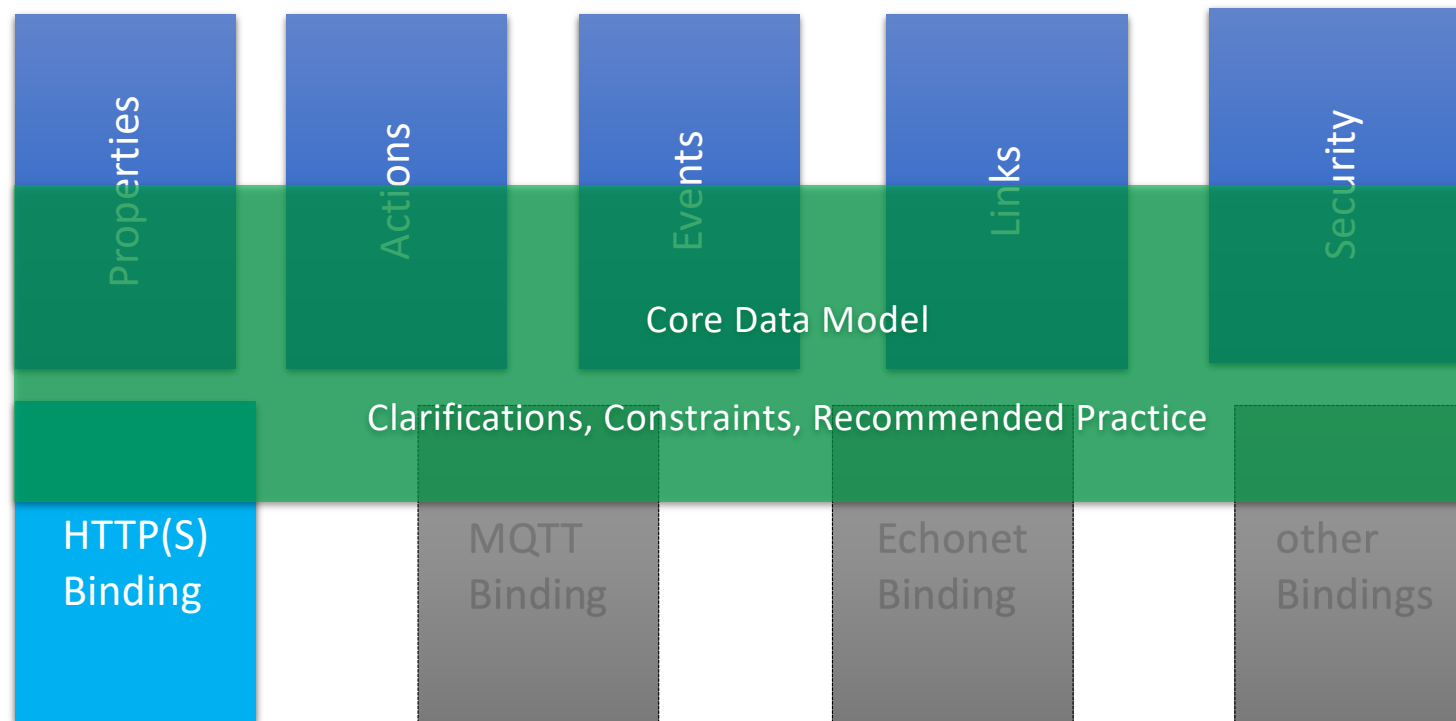 Properties
Actions
Events
Links
Security
Core Data Model
Clarifications, Constraints, Recommended Practice
HTTP(S)
Binding
MQTT
Binding
Echonet
Binding
other
Bindings